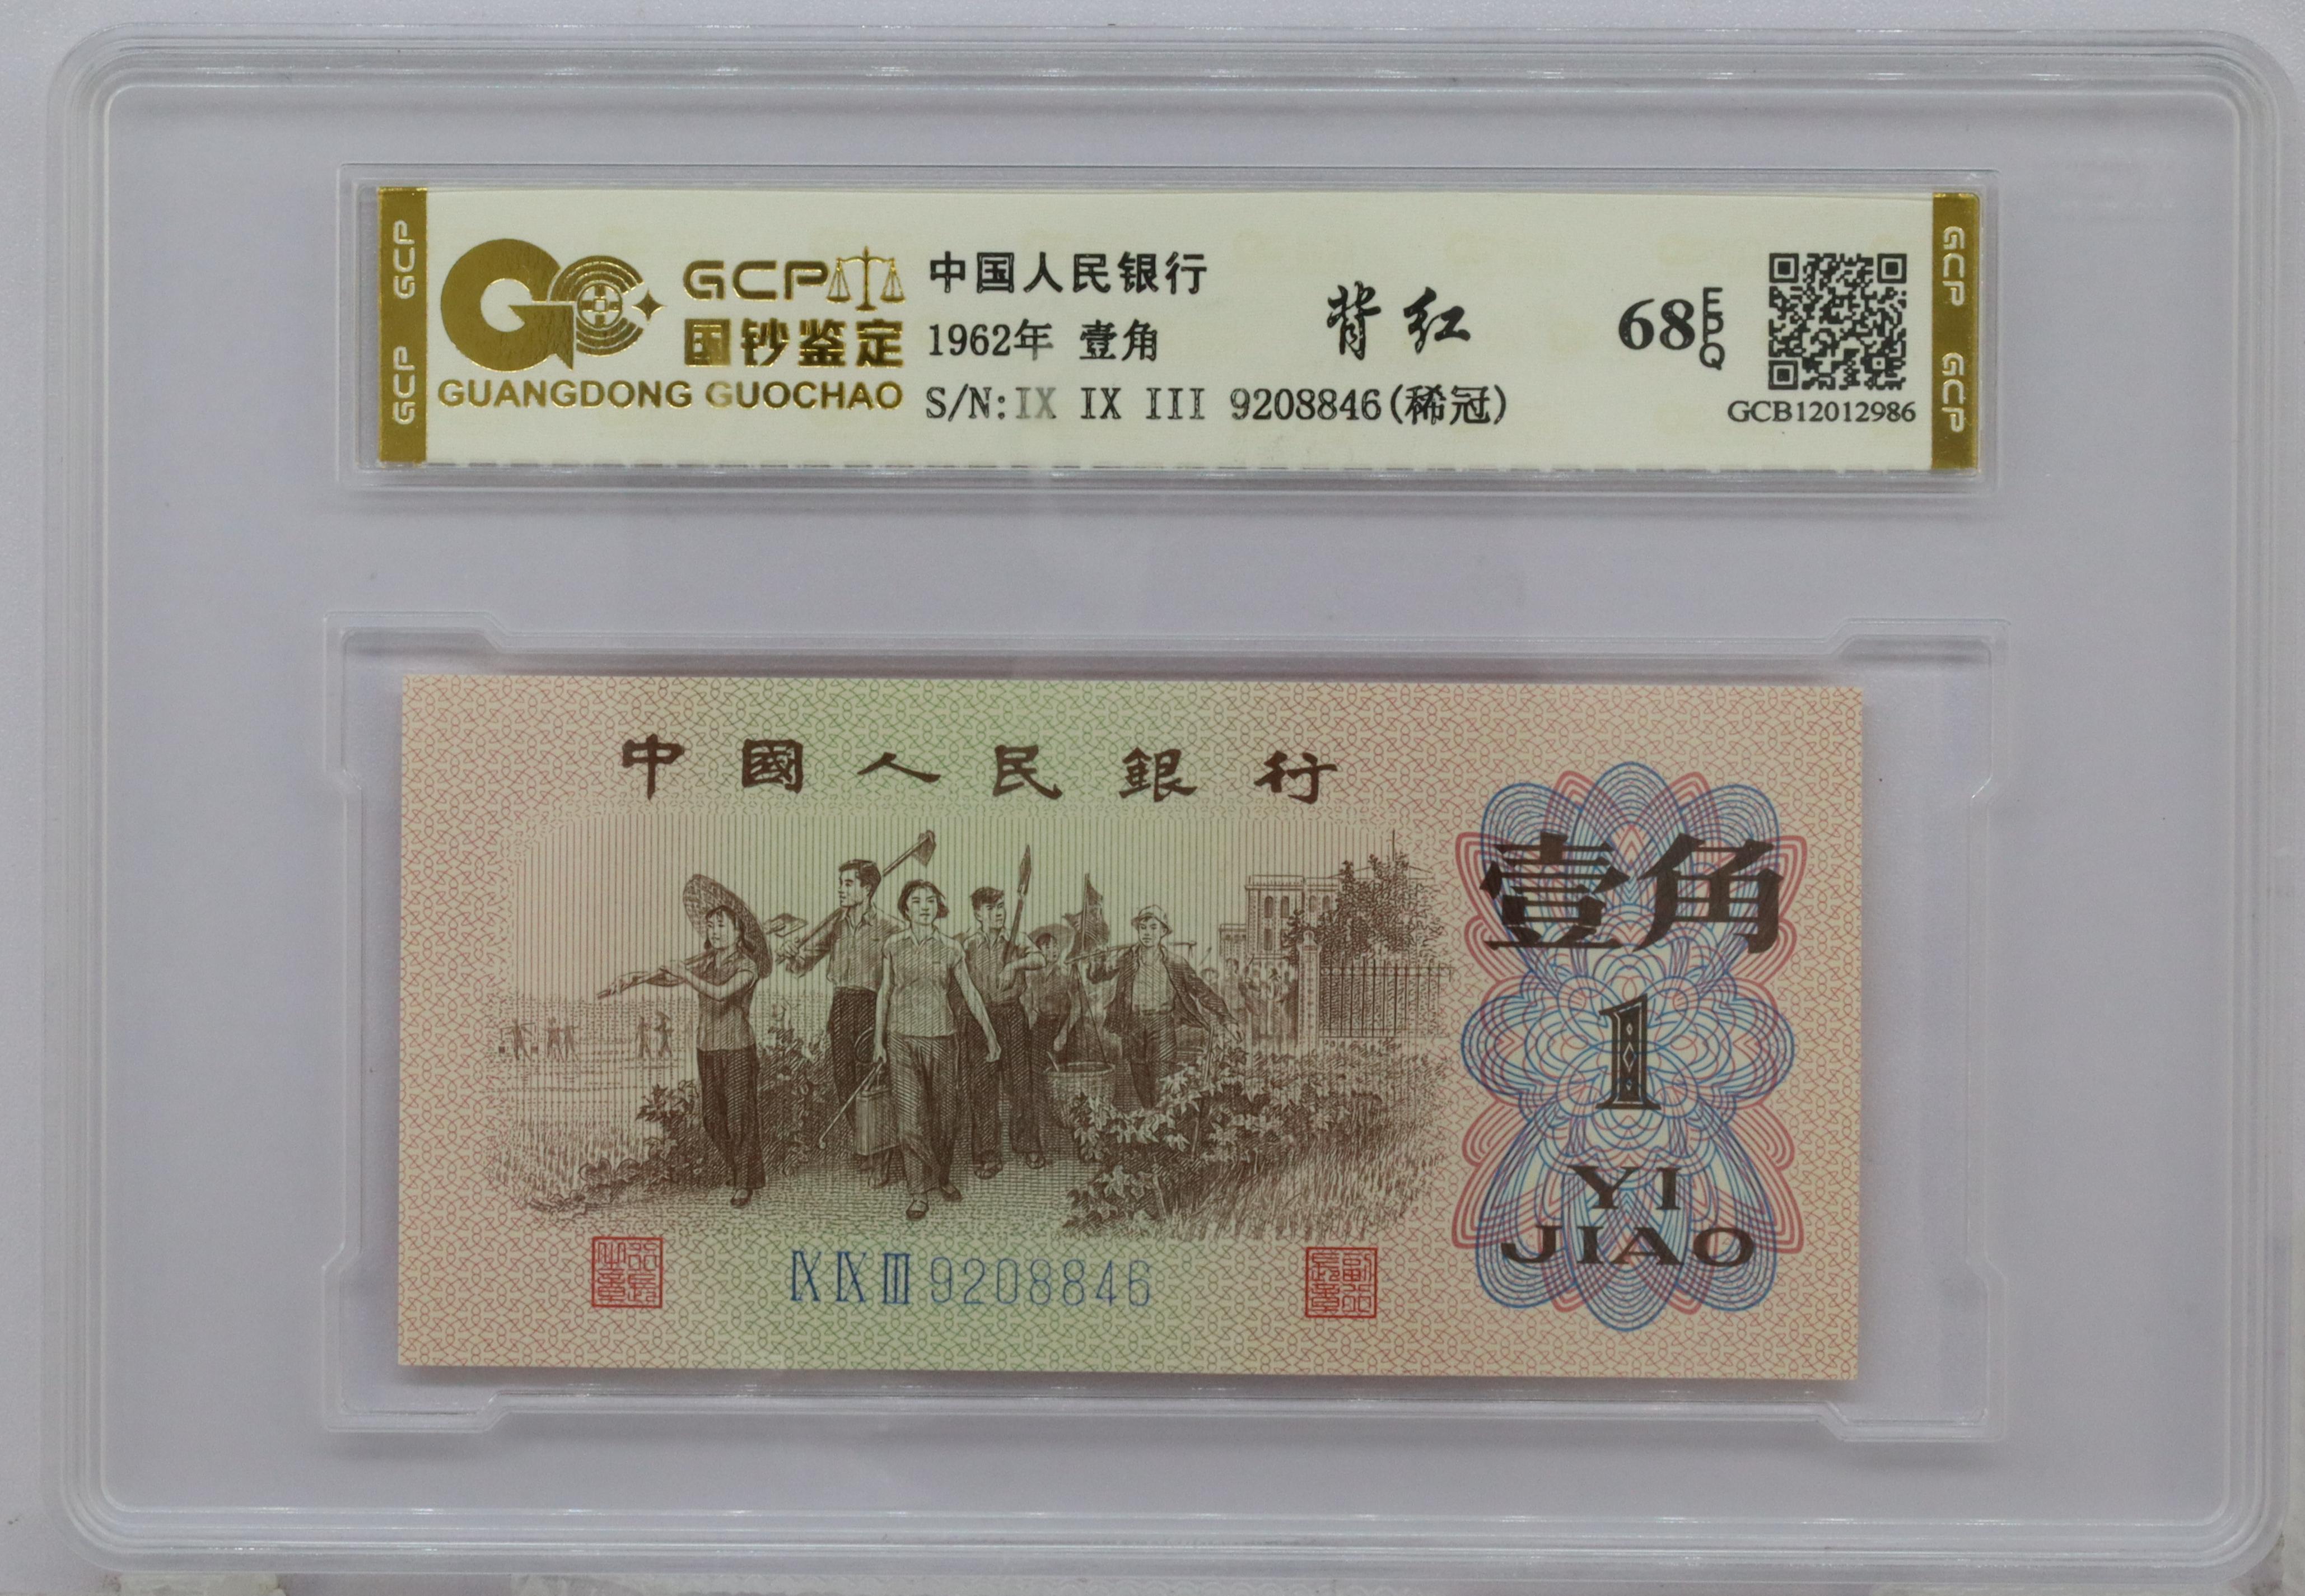 GCP GCP
GCP
国钞鉴定
GUANGDONG GUOCHAO
中国人民银行
1962年 壹角
S/N:IX IX III 9208846(稀冠)
背红
68EPQ
GCB12012986
GCP GCP
中國人民銀行
壹角
1
YI
JIAO
IX IX III 9208846